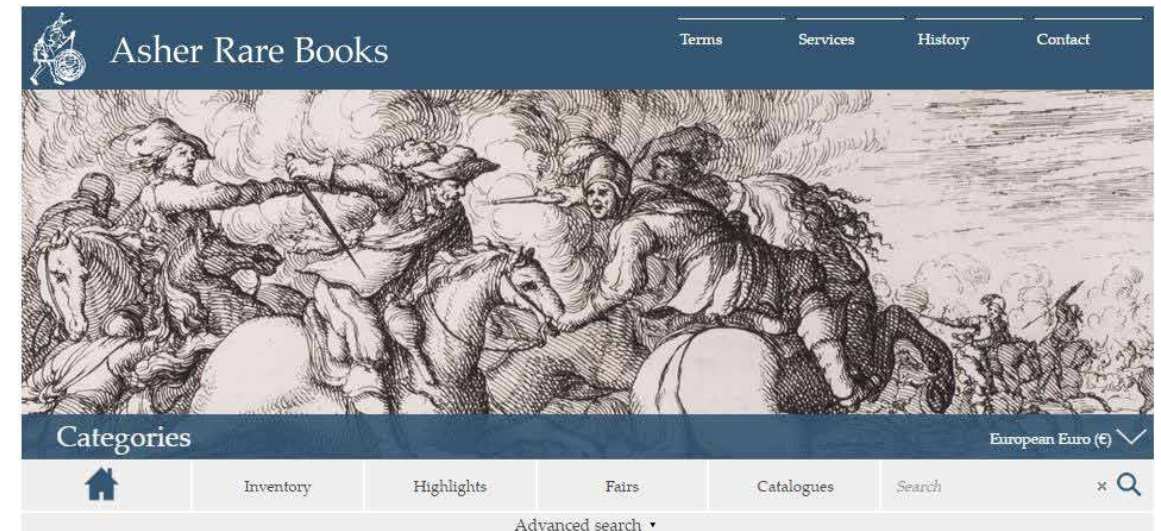 Asher Rare Books
Terms Services History Contact
Categories
European Euro (€)
Inventory Highlights Fairs Catalogues Search ×
Advanced search